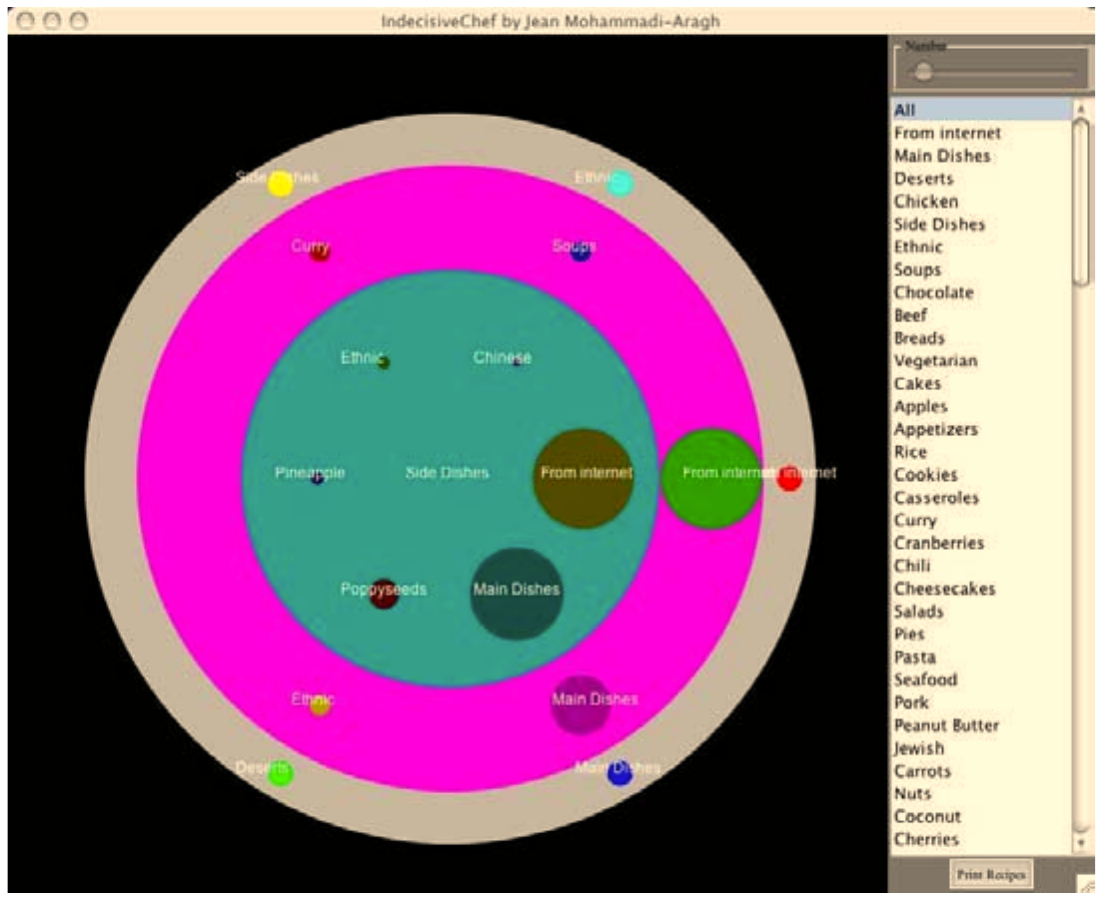 IndecisiveChef by Jean Mohammadi-Aragh
Number
Side Dishes
Ethnic
Curry
Soups
Ethnic
Chinese
Pineapple
Side Dishes
From internet
From internet
internet
Poppyseeds
Main Dishes
Ethnic
Main Dishes
Deserts
Main Dishes
All
From internet
Main Dishes
Deserts
Chicken
Side Dishes
Ethnic
Soups
Chocolate
Beef
Breads
Vegetarian
Cakes
Apples
Appetizers
Rice
Cookies
Casseroles
Curry
Cranberries
Chili
Cheesecakes
Salads
Pies
Pasta
Seafood
Pork
Peanut Butter
Jewish
Carrots
Nuts
Coconut
Cherries
Print Recipes